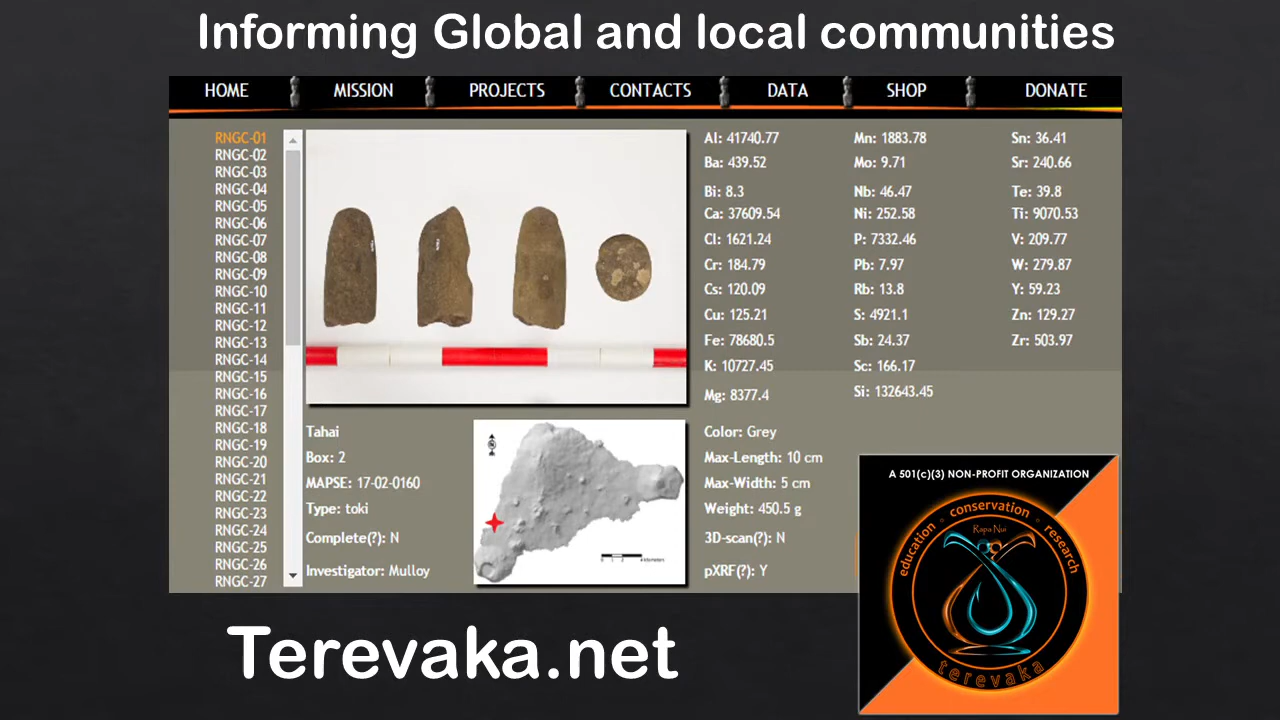 Informing Global and local communities
HOME MISSION PROJECTS CONTACTS DATA SHOP DONATE
RNGC-01
RNGC-02
RNGC-03
RNGC-04
RNGC-05
RNGC-06
RNGC-07
RNGC-08
RNGC-09
RNGC-10
RNGC-11
RNGC-12
RNGC-13
RNGC-14
RNGC-15
RNGC-16
RNGC-17
RNGC-18
RNGC-19
RNGC-20
RNGC-21
RNGC-22
RNGC-23
RNGC-24
RNGC-25
RNGC-26
RNGC-27
Al: 41740.77
Ba: 439.52
Bi: 8.3
Ca: 37609.54
Cl: 1621.24
Cr: 184.79
Cs: 120.09
Cu: 125.21
Fe: 78680.5
K: 10727.45
Mg: 8377.4
Mn: 1883.78
Mo: 9.71
Nb: 46.47
Ni: 252.58
P: 7332.46
Pb: 7.97
Rb: 13.8
S: 4921.1
Sb: 24.37
Sc: 166.17
Si: 132643.45
Sn: 36.41
Sr: 240.66
Te: 39.8
Ti: 9070.53
V: 209.77
W: 279.87
Y: 59.23
Zn: 129.27
Zr: 503.97
Tahai
Box: 2
MAPSE: 17-02-0160
Type: toki
Complete(?): N
Investigator: Mulloy
Color: Grey
Max-Length: 10 cm
Max-Width: 5 cm
Weight: 450.5 g
3D-scan(?): N
pXRF(?): Y
A 501(c)(3) NON-PROFIT ORGANIZATION
education · conservation · research
Rapa Nui
terevaka
Terevaka.net